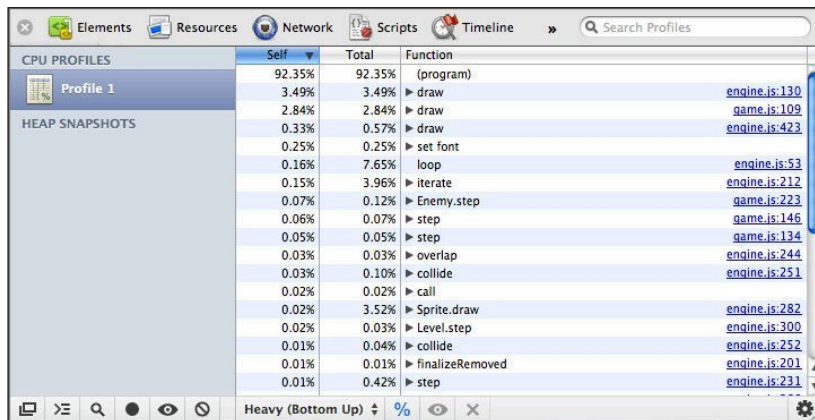 Elements Resources Network Scripts Timeline » Search Profiles
CPU PROFILES
Profile 1
HEAP SNAPSHOTS
Self Total Function
92.35% 92.35% (program)
3.49% 3.49% draw engine.js:130
2.84% 2.84% draw game.js:109
0.33% 0.57% draw engine.js:423
0.25% 0.25% set font
0.16% 7.65% loop engine.js:53
0.15% 3.96% iterate engine.js:212
0.07% 0.12% Enemy.step game.js:223
0.06% 0.07% step game.js:146
0.05% 0.05% step game.js:134
0.03% 0.03% overlap engine.js:244
0.03% 0.10% collide engine.js:251
0.02% 0.02% call
0.02% 3.52% Sprite.draw engine.js:282
0.02% 0.03% Level.step engine.js:300
0.01% 0.04% collide engine.js:252
0.01% 0.01% finalizeRemoved engine.js:201
0.01% 0.42% step engine.js:231
Heavy (Bottom Up) %